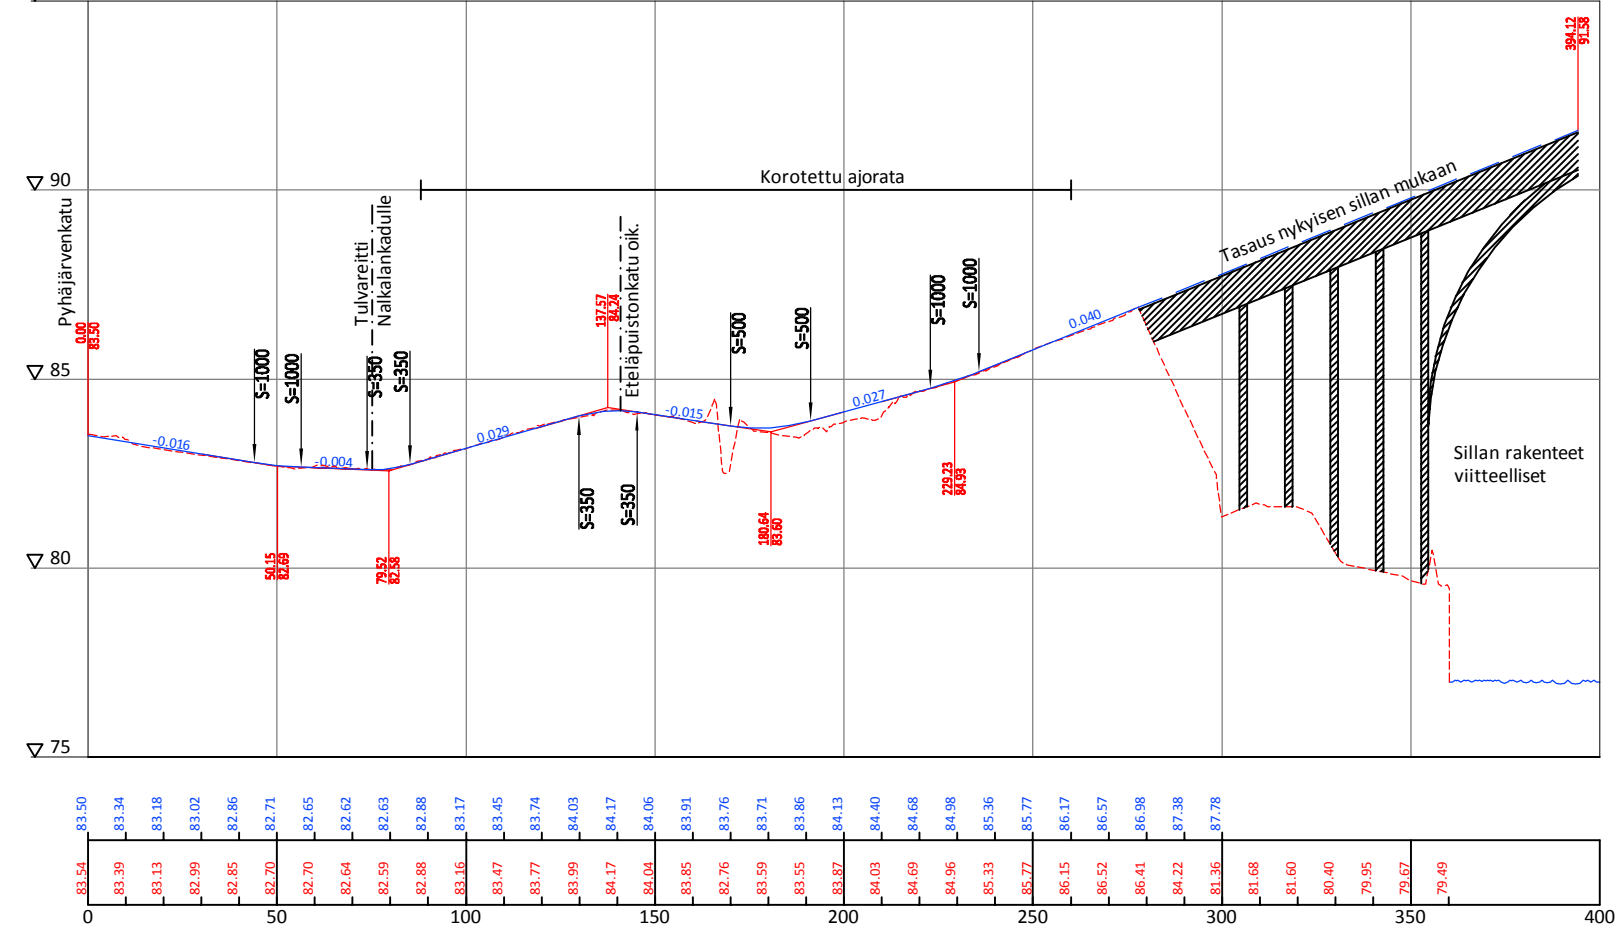 394.12
91.58
90
Korotettu ajorata
Tasaus nykyisen sillan mukaan
Pyhäjärvenkatu
Tulvareitti
Nalkalankadulle
Eteläpuistonkatu oik.
0.00
83.50
137.57
84.24
S=1000
S=1000
S=350
S=350
S=500
S=500
S=1000
S=1000
0.040
85
0.027
-0.015
-0.016
0.029
-0.004
Sillan rakenteet
viitteelliset
S=350
S=350
229.23
84.93
180.64
83.60
80
50.15
82.69
79.52
82.58
75
83.50 83.34 83.18 83.02 82.86 82.71 82.65 82.62 82.63 82.88 83.17 83.45 83.74 84.03 84.17 84.06 83.91 83.76 83.71 83.86 84.13 84.40 84.68 84.98 85.36 85.77 86.17 86.57 86.98 87.38 87.78
83.54 83.39 83.13 82.99 82.85 82.70 82.70 82.64 82.59 82.88 83.16 83.47 83.77 83.99 84.17 84.04 83.85 82.76 83.59 83.55 83.87 84.03 84.69 84.96 85.33 85.77 86.15 86.52 86.41 84.22 81.36 81.68 81.60 80.40 79.95 79.67 79.49
0 50 100 150 200 250 300 350 400